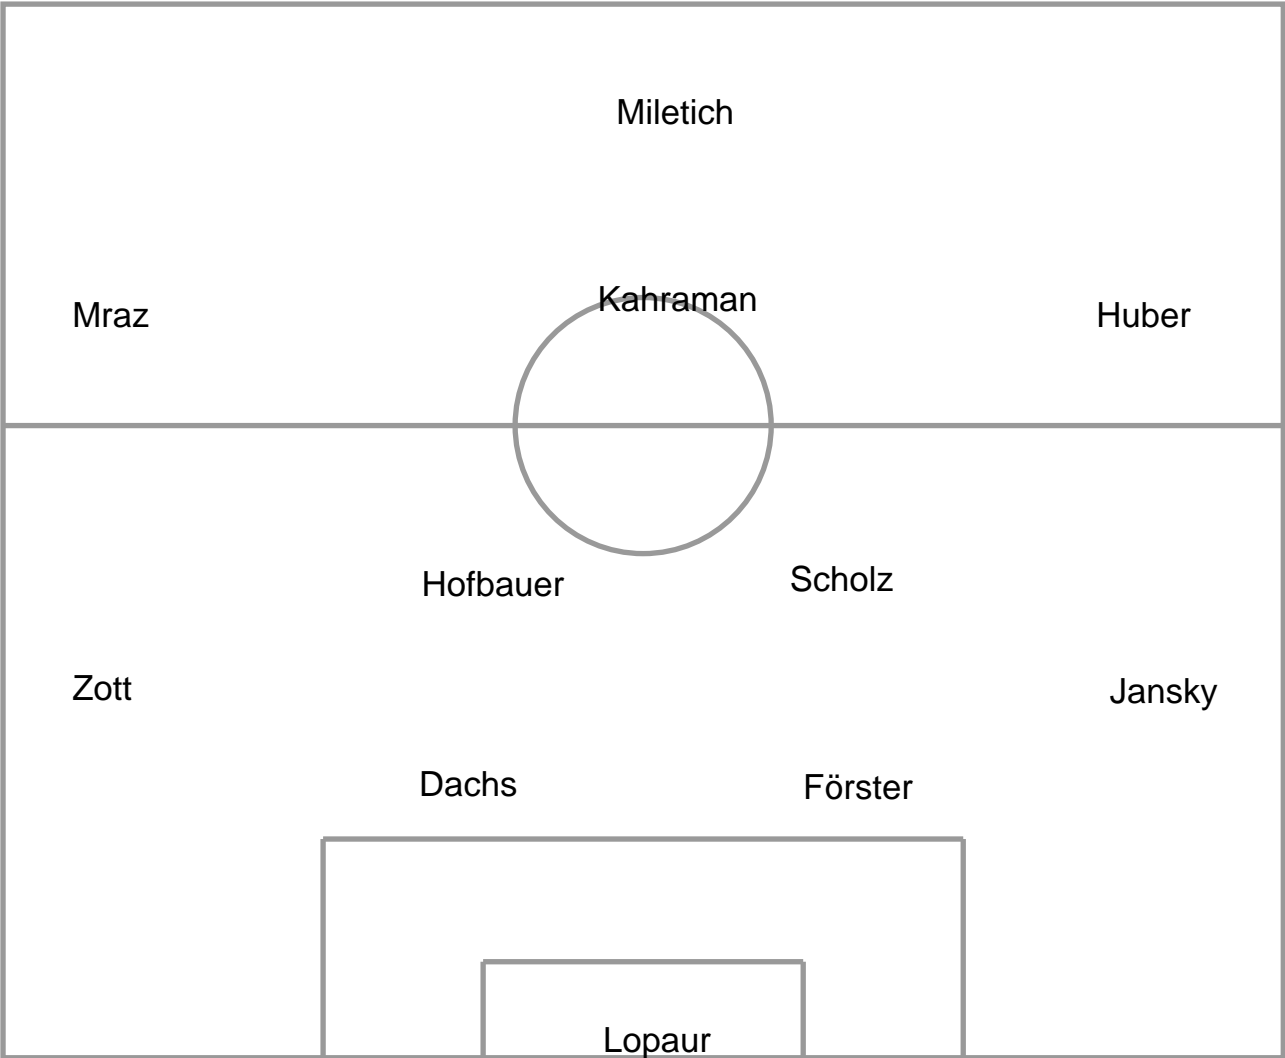 Miletich
Kahraman
Mraz
Huber
Hofbauer
Scholz
Zott
Jansky
Dachs
Förster
Lopaur